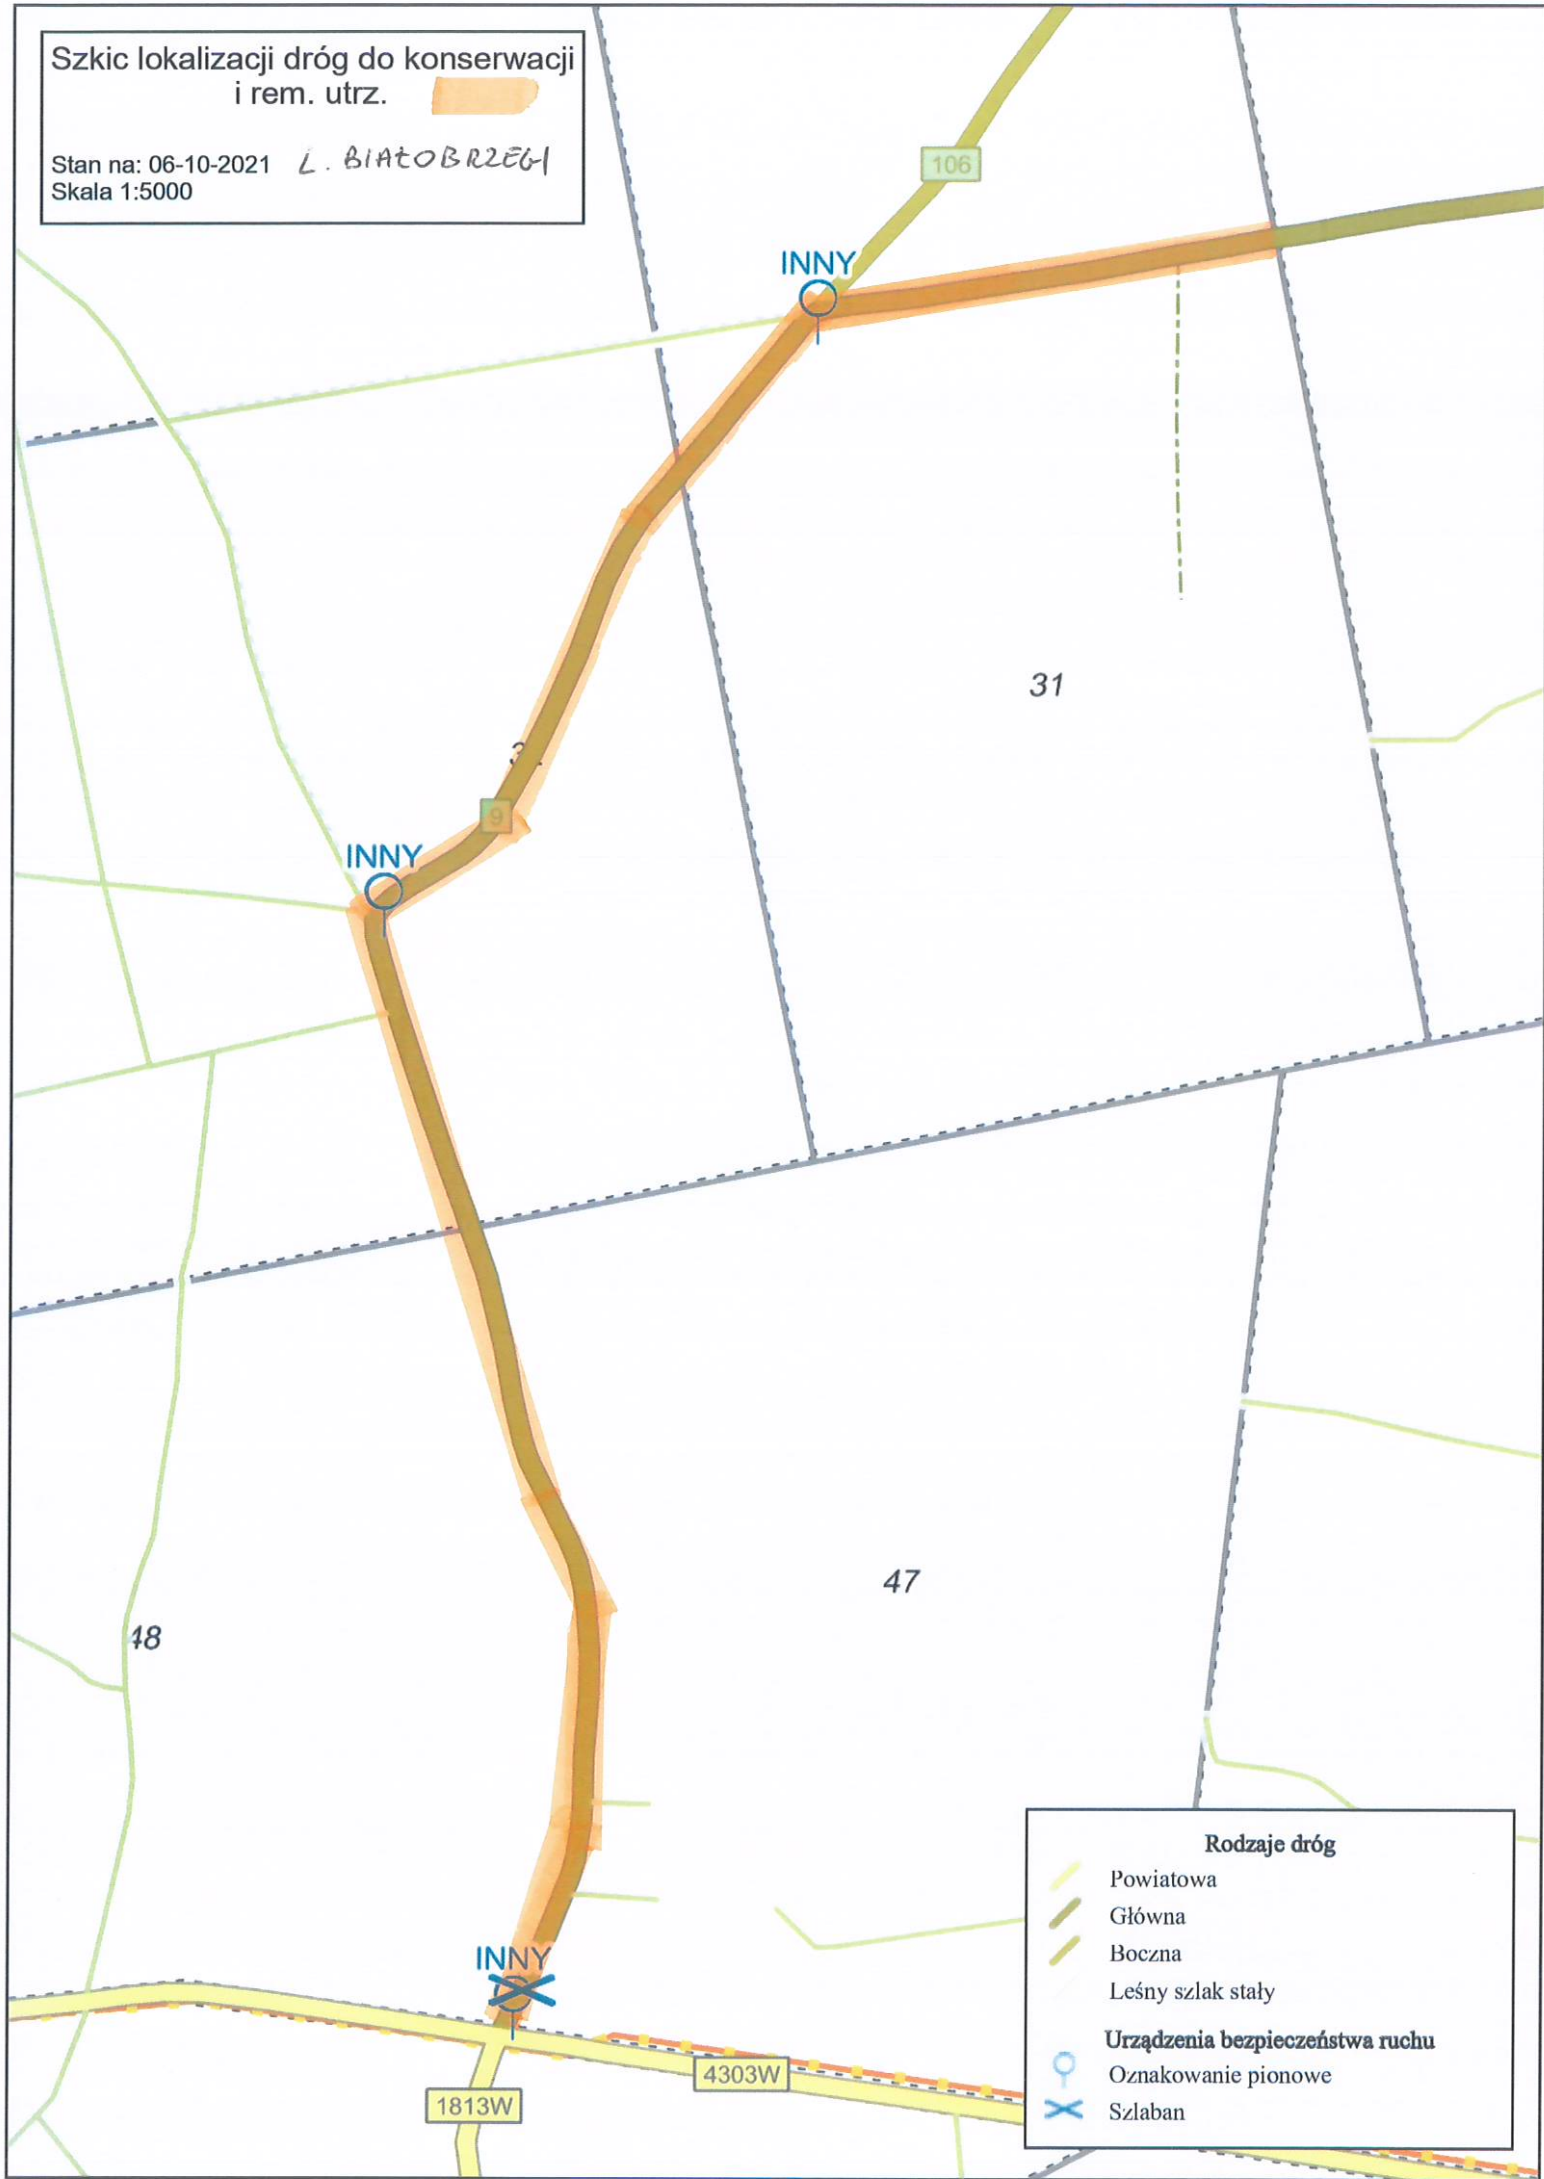 Szkic lokalizacji dróg do konserwacji
i rem. utrz.
Stan na: 06-10-2021 L. BIAŁOBRZEGI
Skala 1:5000
106
INNY
31
9
INNY
47
48
INNY
4303W
1813W
Rodzaje dróg
Powiatowa
Główna
Boczna
Leśny szlak stały
Urządzenia bezpieczeństwa ruchu
Oznakowanie pionowe
Szlaban